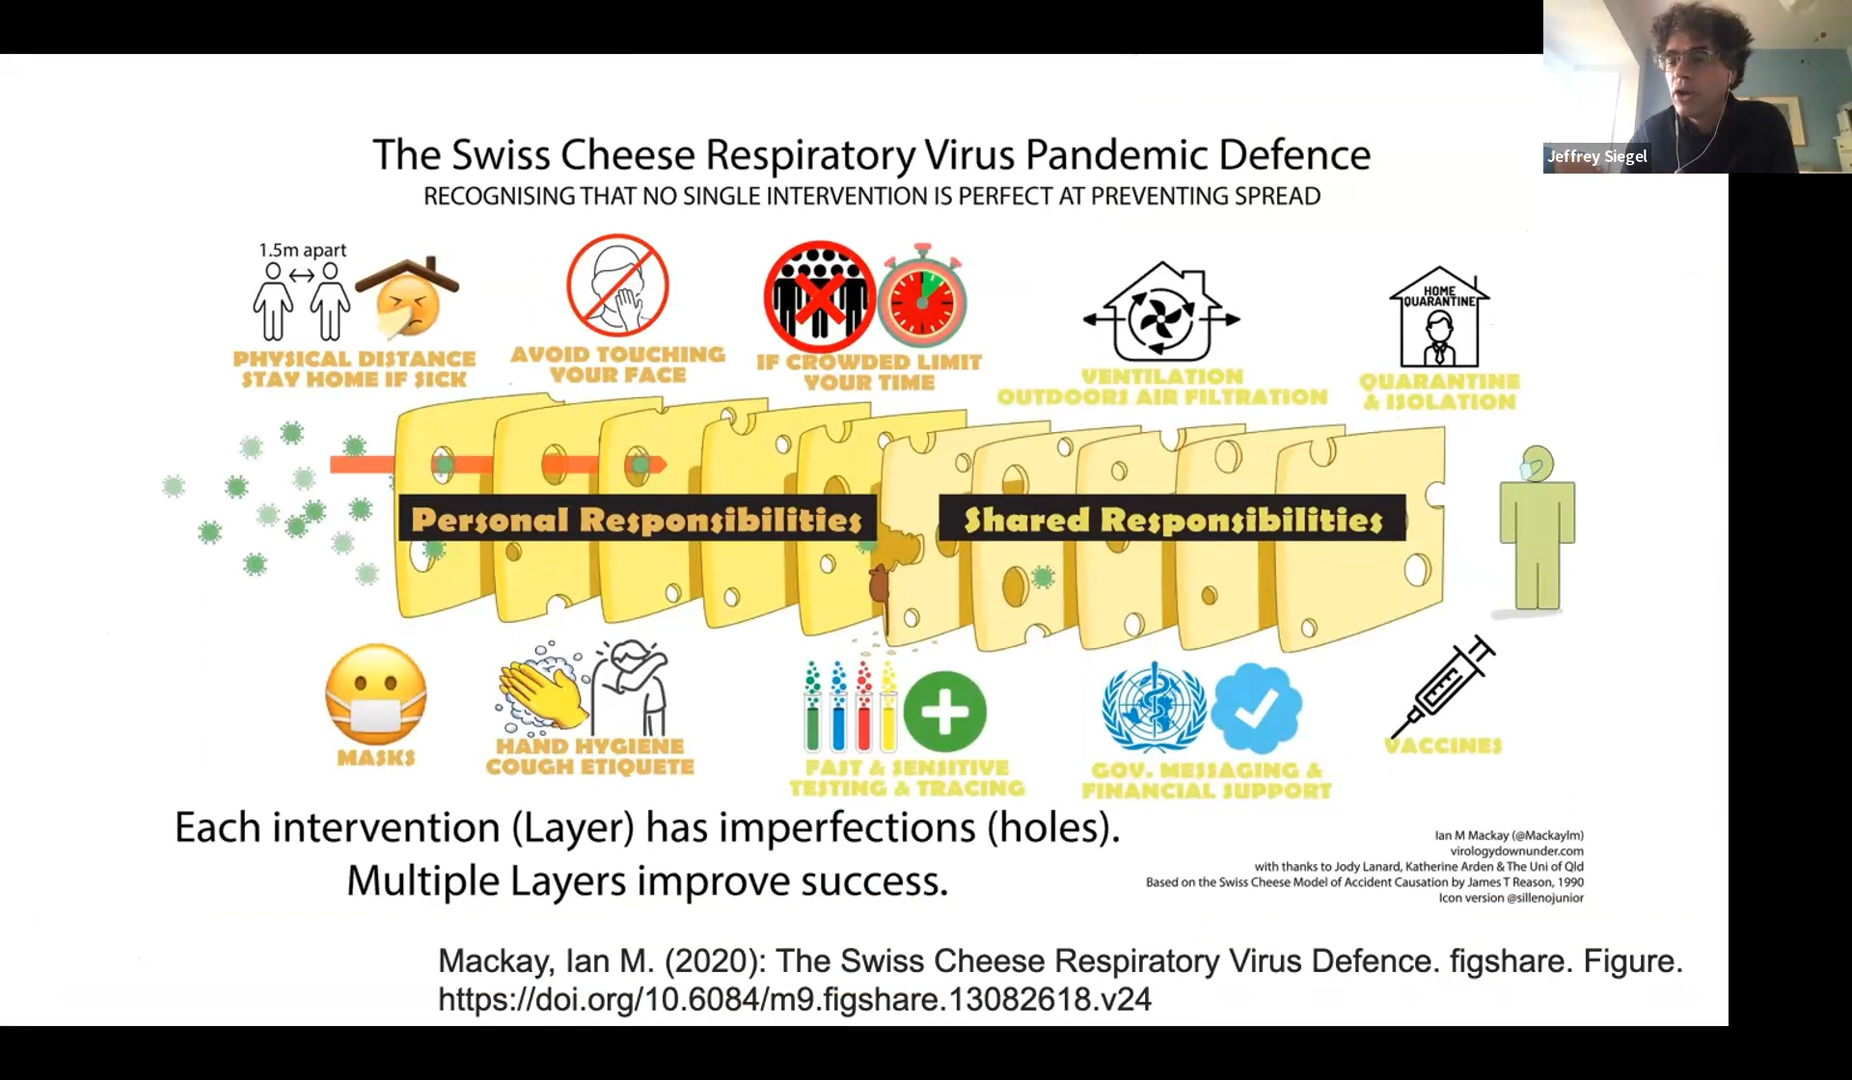 Jeffrey Siegel
The Swiss Cheese Respiratory Virus Pandemic Defence
RECOGNISING THAT NO SINGLE INTERVENTION IS PERFECT AT PREVENTING SPREAD
1.5m apart
PHYSICAL DISTANCE
STAY HOME IF SICK
AVOID TOUCHING
YOUR FACE
IF CROWDED LIMIT
YOUR TIME
VENTILATION
OUTDOORS AIR FILTRATION
HOME
QUARANTINE
QUARANTINE
& ISOLATION
Personal Responsibilities
Shared Responsibilities
MASKS
HAND HYGIENE
COUGH ETIQUETE
FAST & SENSITIVE
TESTING & TRACING
GOV. MESSAGING &
FINANCIAL SUPPORT
VACCINES
Each intervention (Layer) has imperfections (holes).
Multiple Layers improve success.
Ian M Mackay (@MackayIm)
virologydownunder.com
with thanks to Jody Lanard, Katherine Arden & The Uni of Qld
Based on the Swiss Cheese Model of Accident Causation by James T Reason, 1990
Icon version @sillenojunior
Mackay, Ian M. (2020): The Swiss Cheese Respiratory Virus Defence. figshare. Figure.
https://doi.org/10.6084/m9.figshare.13082618.v24